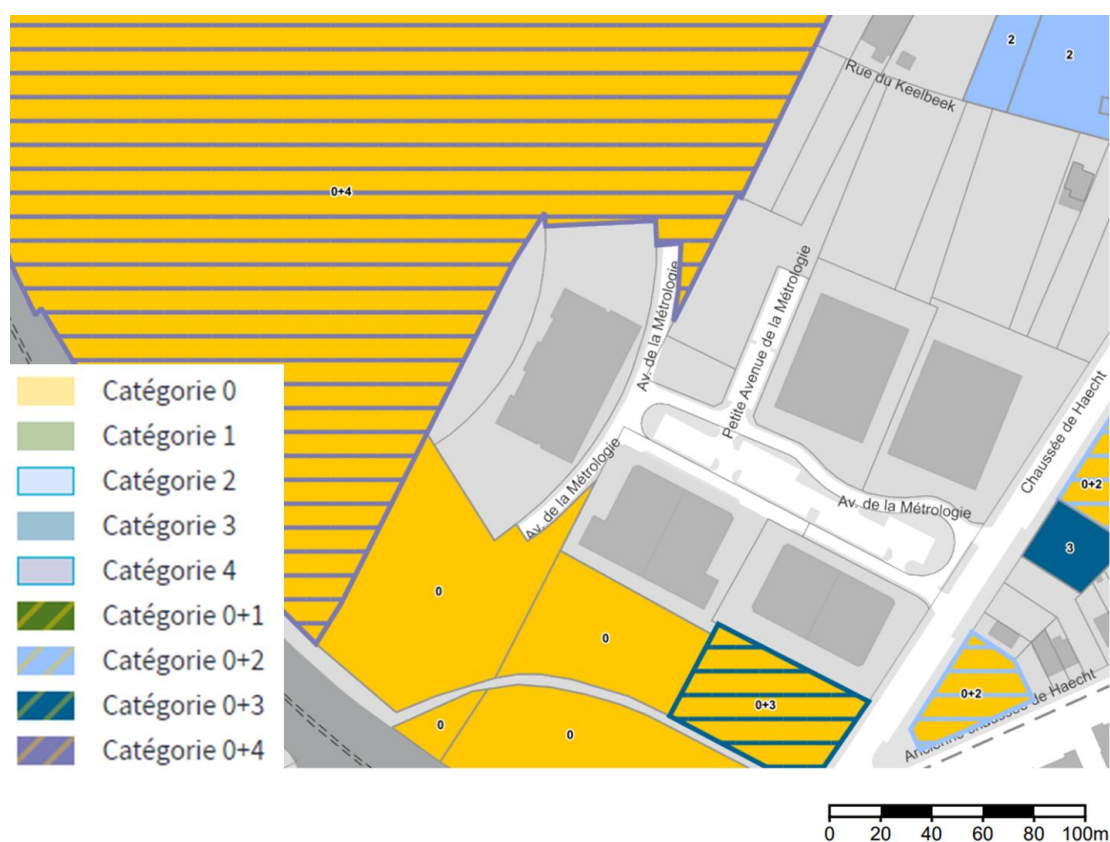 2
2
Rue du Keelbeek
0+4
Av. de la Métrologie
Petite Avenue de la Métrologie
Chaussée de Haecht
Av. de la Métrologie
Av. de la Métrologie
0+2
3
0
0
0+3
0+2
Ancienne chaussée de Haecht
0
0
Catégorie 0
Catégorie 1
Catégorie 2
Catégorie 3
Catégorie 4
Catégorie 0+1
Catégorie 0+2
Catégorie 0+3
Catégorie 0+4
0 20 40 60 80 100m